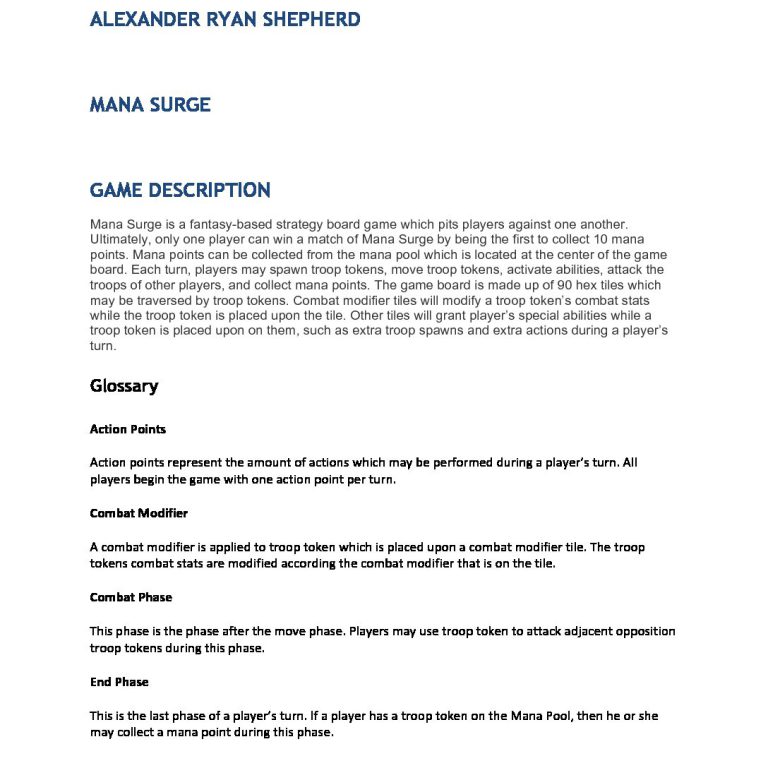 ALEXANDER RYAN SHEPHERD
MANA SURGE
GAME DESCRIPTION
Mana Surge is a fantasy-based strategy board game which pits players against one another.
Ultimately, only one player can win a match of Mana Surge by being the first to collect 10 mana
points. Mana points can be collected from the mana pool which is located at the center of the game
board. Each turn, players may spawn troop tokens, move troop tokens, activate abilities, attack the
troops of other players, and collect mana points. The game board is made up of 90 hex tiles which
may be traversed by troop tokens. Combat modifier tiles will modify a troop token's combat stats
while the troop token is placed upon the tile. Other tiles will grant player's special abilities while a
troop token is placed upon on them, such as extra troop spawns and extra actions during a player's
turn.
Glossary
Action Points
Action points represent the amount of actions which may be performed during a player's turn. All
players begin the game with one action point per turn.
Combat Modifier
A combat modifier is applied to troop token which is placed upon a combat modifier tile. The troop
tokens combat stats are modified according the combat modifier that is on the tile.
Combat Phase
This phase is the phase after the move phase. Players may use troop token to attack adjacent opposition
troop tokens during this phase.
End Phase
This is the last phase of a player's turn. If a player has a troop token on the Mana Pool, then he or she
may collect a mana point during this phase.